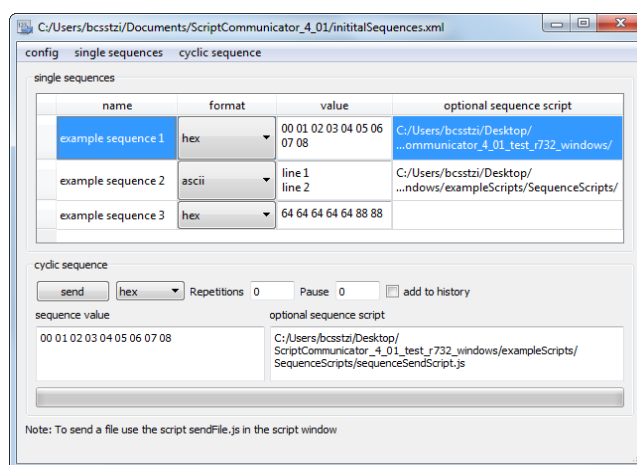 C:/Users/bcsstzi/Documents/ScriptCommunicator_4_01/inititalSequences.xml
config single sequences cyclic sequence
single sequences
name format value optional sequence script
example sequence 1 hex 00 01 02 03 04 05 06 07 08 C:/Users/bcsstzi/Desktop/ ...ommunicator_4_01_test_r732_windows/
example sequence 2 ascii line 1 line 2 C:/Users/bcsstzi/Desktop/ ...ndows/exampleScripts/SequenceScripts/
example sequence 3 hex 64 64 64 64 64 88 88
cyclic sequence
send hex Repetitions 0 Pause 0 add to history
sequence value optional sequence script
00 01 02 03 04 05 06 07 08 C:/Users/bcsstzi/Desktop/
ScriptCommunicator_4_01_test_r732_windows/exampleScripts/
SequenceScripts/sequenceSendScript.js
Note: To send a file use the script sendFile.js in the script window